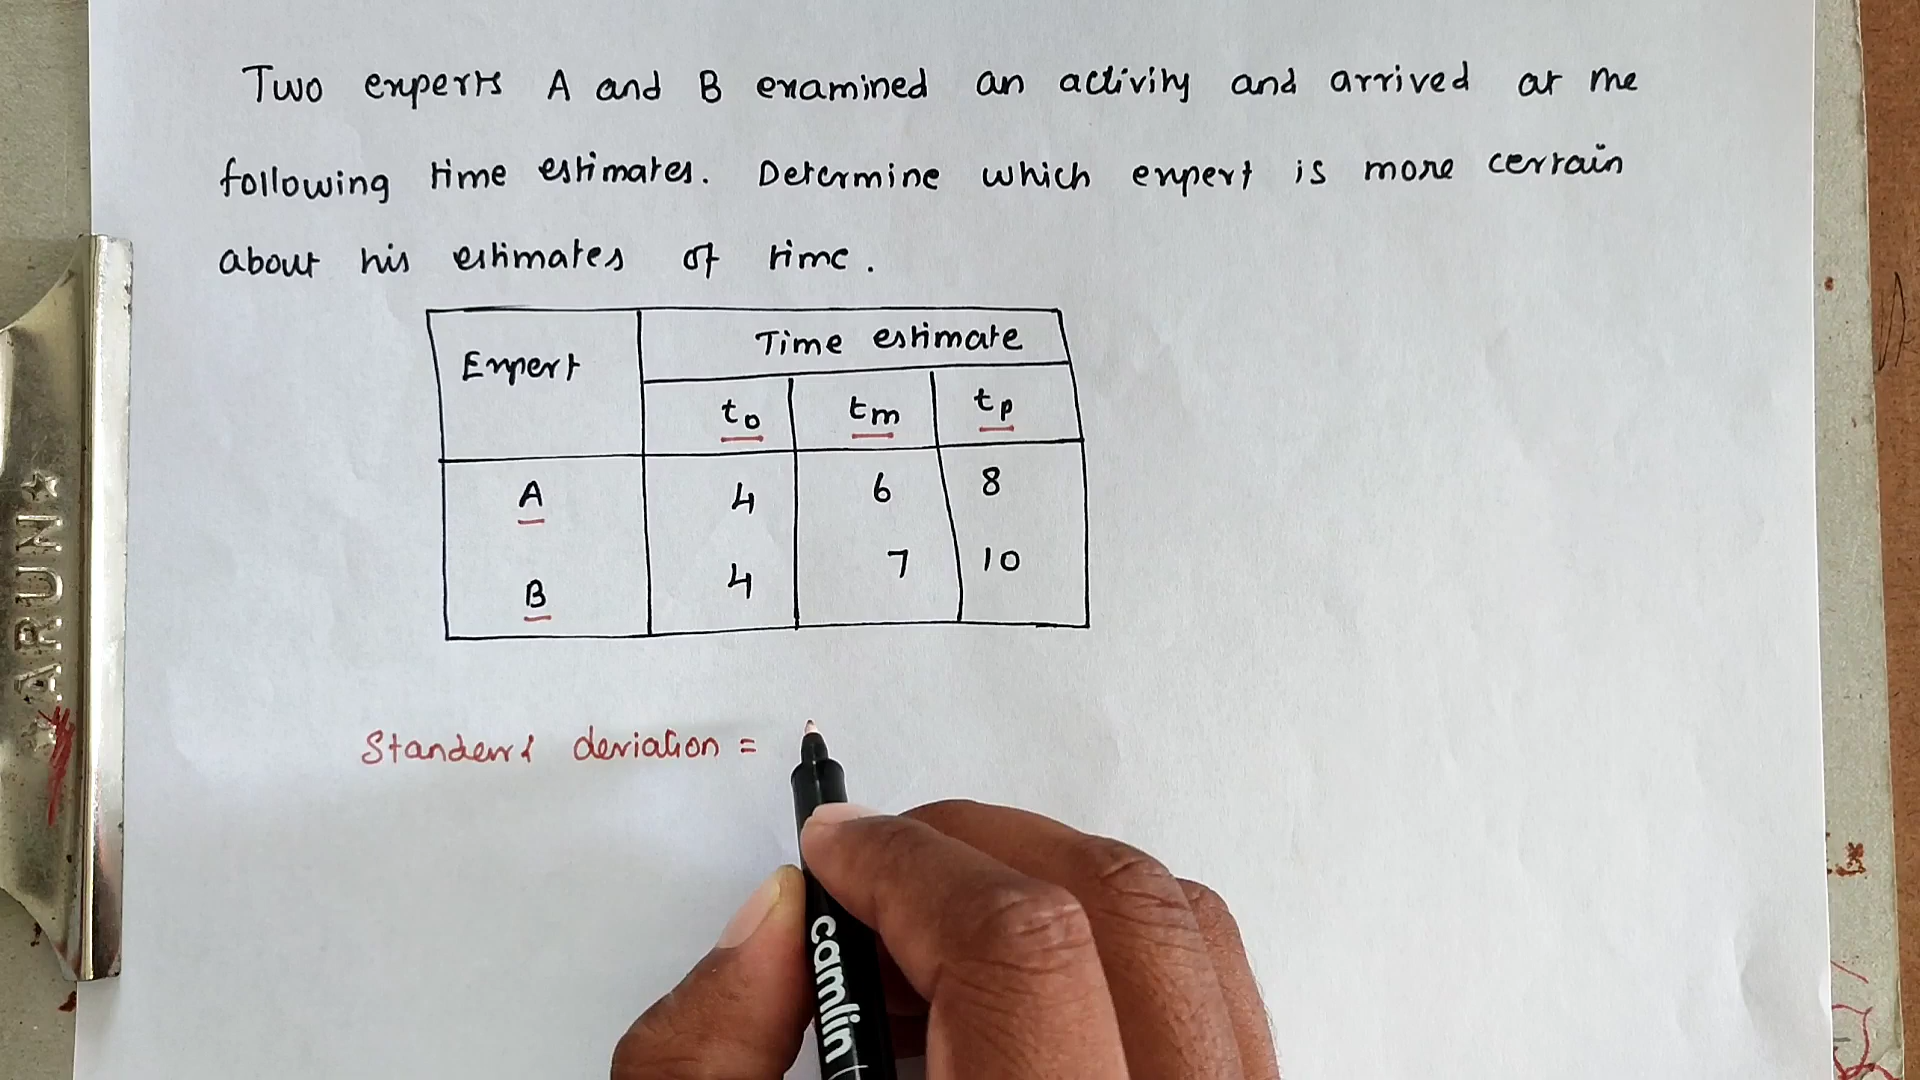 Two experts A and B examined an activity and arrived at the
following time estimates. Determine which expert is more certain
about his estimates of time.
Expert Time estimate
to tm tp
A 4 6 8
B 4 7 10
Standerd deviation =
camlin
VARUN